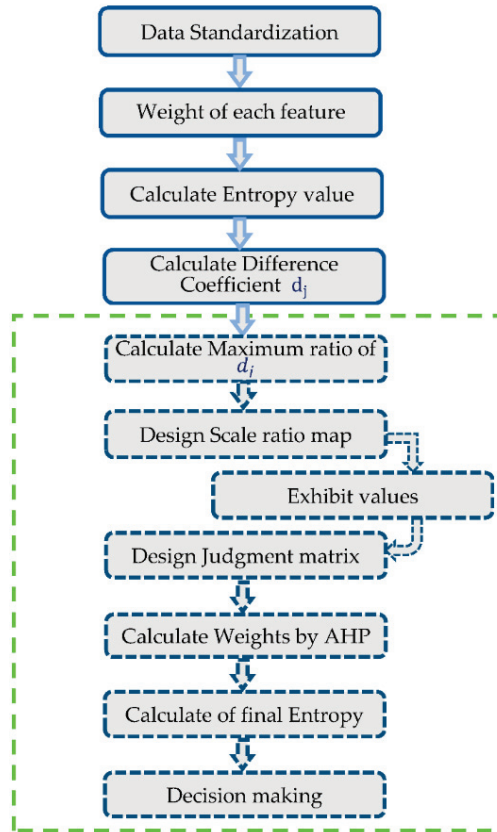 Data Standardization
Weight of each feature
Calculate Entropy value
Calculate Difference
Coefficient dj
Calculate Maximum ratio of
dj
Design Scale ratio map
Exhibit values
Design Judgment matrix
Calculate Weights by AHP
Calculate of final Entropy
Decision making